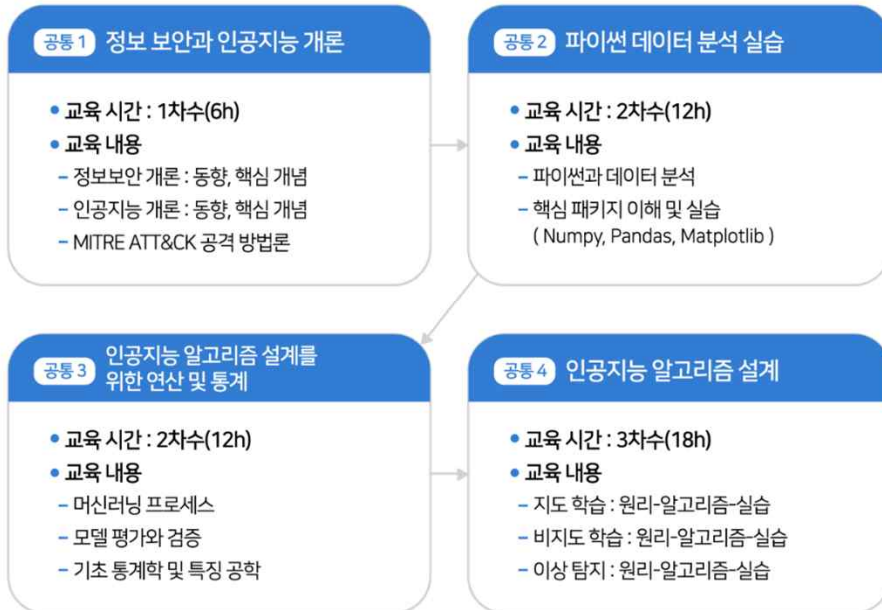 공통 1 정보 보안과 인공지능 개론
• 교육 시간 : 1차수(6h)
• 교육 내용
– 정보보안 개론 : 동향, 핵심 개념
– 인공지능 개론 : 동향, 핵심 개념
– MITRE ATT&CK 공격 방법론
공통 2 파이썬 데이터 분석 실습
• 교육 시간 : 2차수(12h)
• 교육 내용
– 파이썬과 데이터 분석
– 핵심 패키지 이해 및 실습
( Numpy, Pandas, Matplotlib )
공통 3 인공지능 알고리즘 설계를
위한 연산 및 통계
• 교육 시간 : 2차수(12h)
• 교육 내용
– 머신러닝 프로세스
– 모델 평가와 검증
– 기초 통계학 및 특징 공학
공통 4 인공지능 알고리즘 설계
• 교육 시간 : 3차수(18h)
• 교육 내용
– 지도 학습 : 원리-알고리즘-실습
– 비지도 학습 : 원리-알고리즘-실습
– 이상 탐지 : 원리-알고리즘-실습